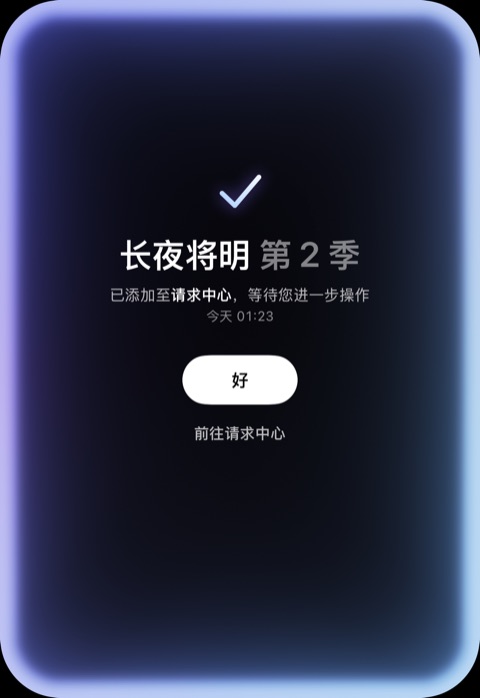 长夜将明 第 2 季
已添加至请求中心，等待您进一步操作
今天 01:23
好
前往请求中心